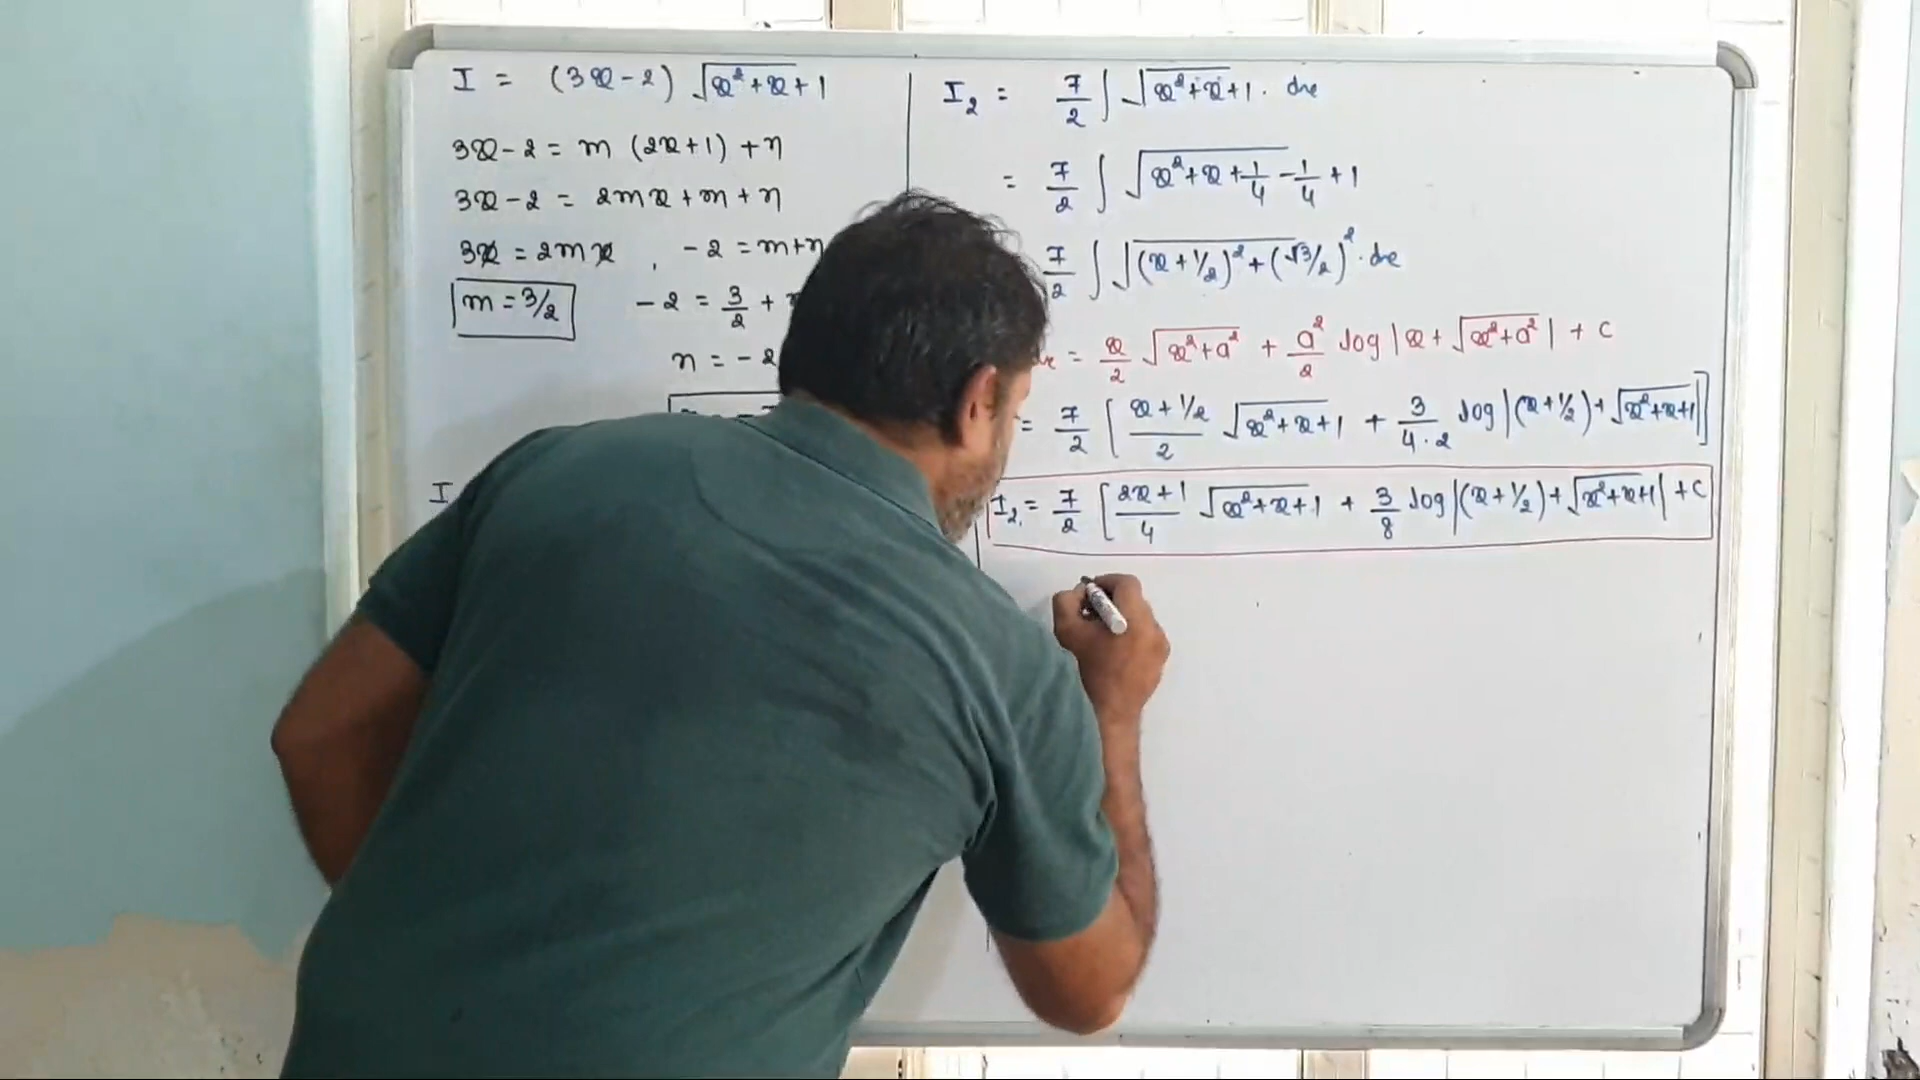 I = (3x-2) √x²+x+1
3x-2 = m (2x+1) + n
3x-2 = 2mx + m + n
3x = 2mx , -2 = m+n
m = 3/2 -2 = 3/2 +
n = -2
I
I₂ = 7/2 ∫ √x²+x+1 . dx
= 7/2 ∫ √x²+x+1/4 - 1/4 + 1
7/2 ∫ √(x+1/2)² + (√3/2)² . dx
= x/2 √x²+a² + a²/2 log |x + √x²+a²| + c
= 7/2 [ x+1/2 / 2 √x²+x+1 + 3/4.2 log |(x+1/2) + √x²+x+1| ]
I₂ = 7/2 [ 2x+1 / 4 √x²+x+1 + 3/8 log |(x+1/2) + √x²+x+1| + c